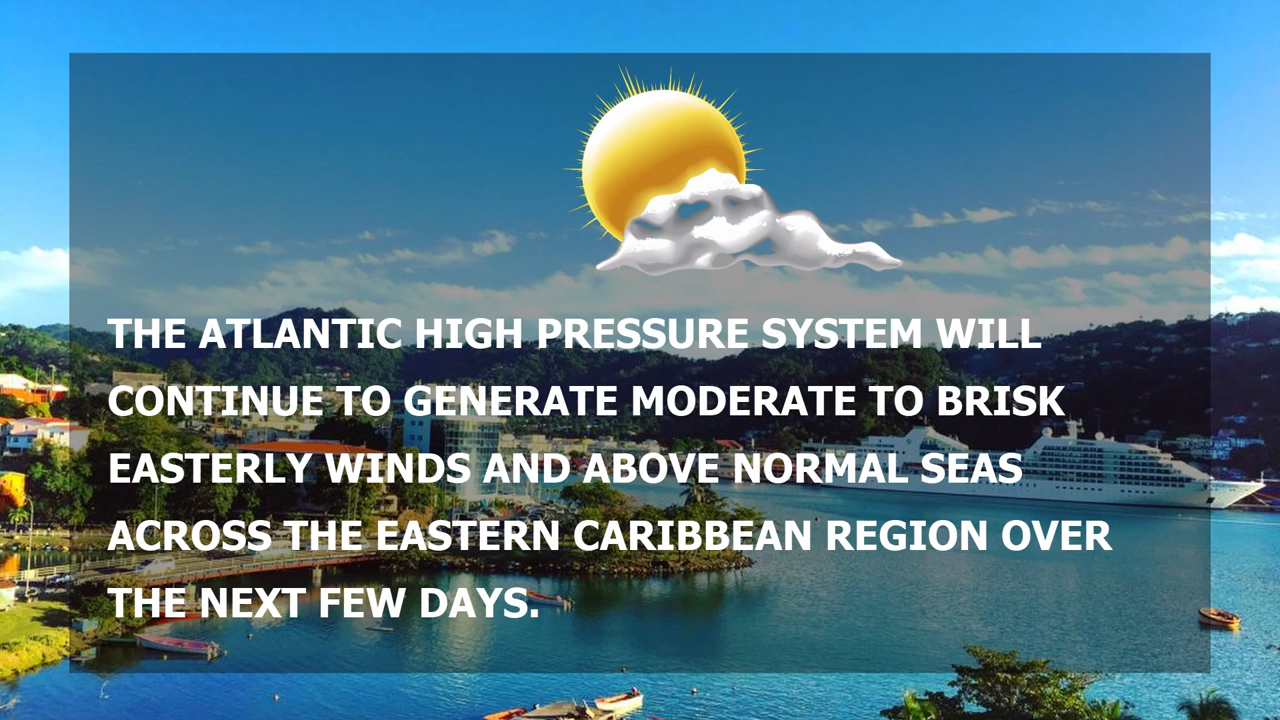 THE ATLANTIC HIGH PRESSURE SYSTEM WILL
CONTINUE TO GENERATE MODERATE TO BRISK
EASTERLY WINDS AND ABOVE NORMAL SEAS
ACROSS THE EASTERN CARIBBEAN REGION OVER
THE NEXT FEW DAYS.